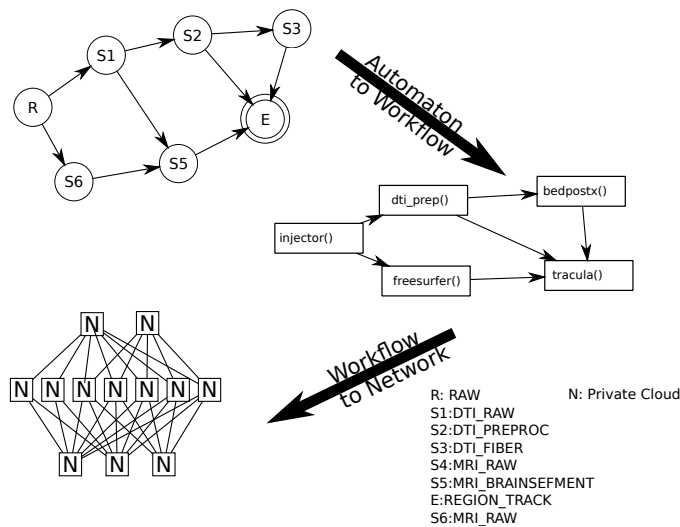 S3
S2
S1
R
E
S5
S6
Automaton
to Workflow
bedpostx()
dti_prep()
injector()
freesurfer()
tracula()
N N
N N N N N N N
N N N
Workflow
to Network
R: RAW
N: Private Cloud
S1:DTI_RAW
S2:DTI_PREPROC
S3:DTI_FIBER
S4:MRI_RAW
S5:MRI_BRAINSEFMENT
E:REGION_TRACK
S6:MRI_RAW